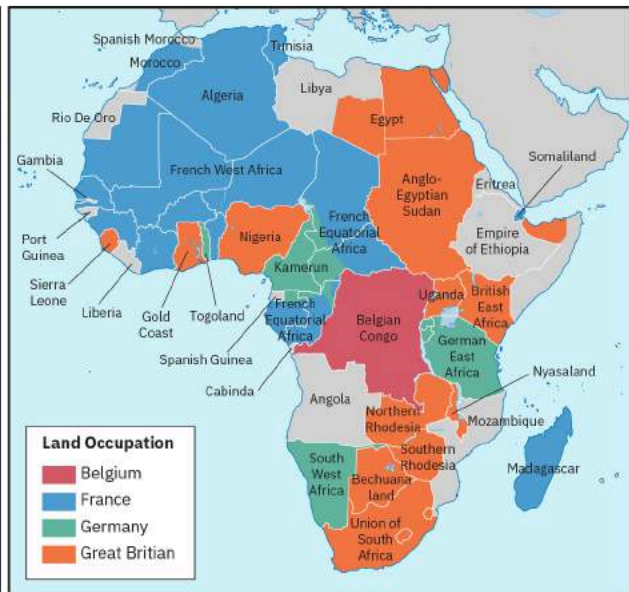 Spanish Morocco
Morocco
Tunisia
Algeria
Libya
Egypt
Rio De Oro
Gambia
French West Africa
Anglo-
Egyptian
Sudan
Somaliland
Eritrea
Port
Guinea
Nigeria
French
Equatorial
Africa
Empire
of Ethiopia
Sierra
Leone
Liberia
Gold
Coast
Togoland
Kamerun
Spanish Guinea
French
Equatorial
Africa
Cabinda
Belgian
Congo
Uganda
British
East
Africa
German
East
Africa
Nyasaland
Angola
Northern
Rhodesia
Mozambique
Southern
Rhodesia
Madagascar
South
West
Africa
Bechuana
land
Union of
South
Africa
Land Occupation
Belgium
France
Germany
Great Britian